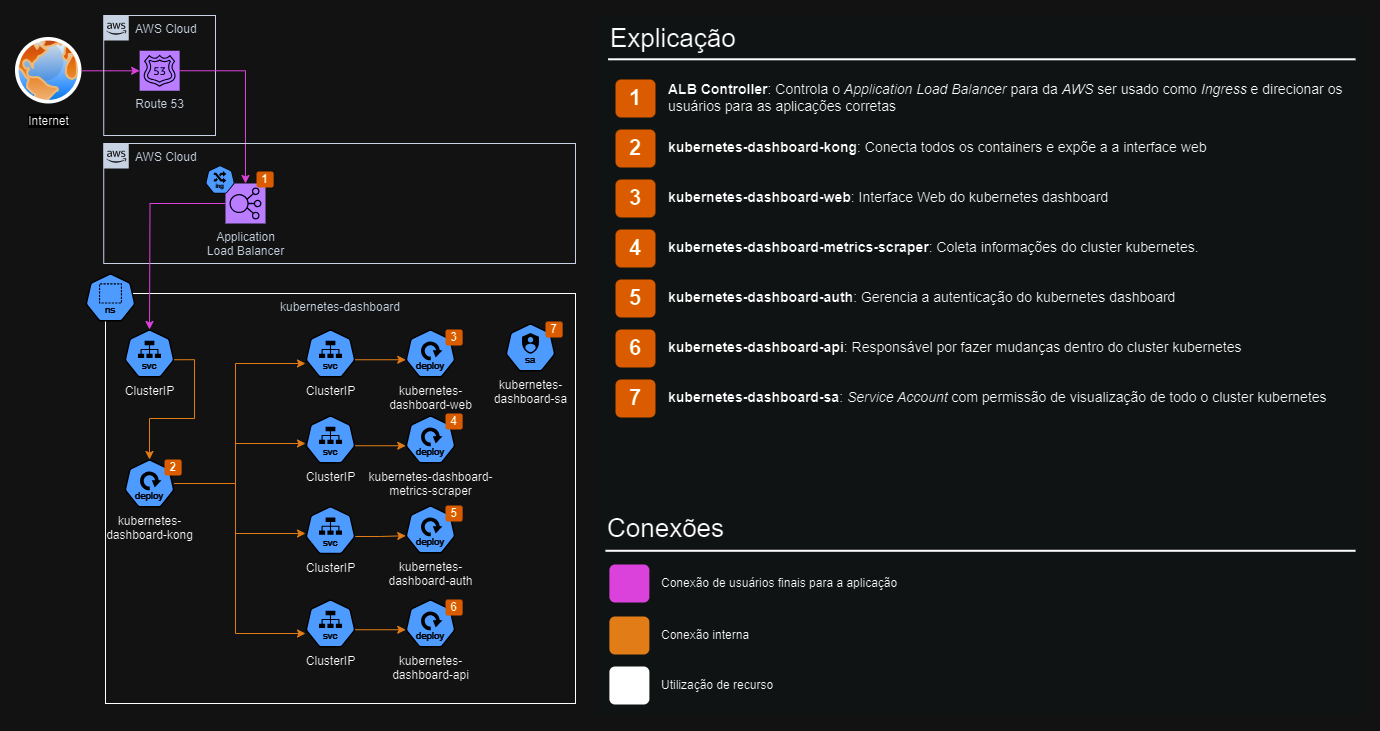 aws
AWS Cloud
53
Route 53
Internet
aws
AWS Cloud
ing
1
Application
Load Balancer
ns
kubernetes-dashboard
svc
ClusterIP
2
deploy
kubernetes-
dashboard-kong
svc
ClusterIP
3
deploy
kubernetes-
dashboard-web
7
sa
kubernetes-
dashboard-sa
svc
ClusterIP
4
deploy
kubernetes-dashboard-
metrics-scraper
svc
ClusterIP
5
deploy
kubernetes-
dashboard-auth
svc
ClusterIP
6
deploy
kubernetes-
dashboard-api
Explicação
1
ALB Controller: Controla o Application Load Balancer para da AWS ser usado como Ingress e direcionar os
usuários para as aplicações corretas
2
kubernetes-dashboard-kong: Conecta todos os containers e expõe a a interface web
3
kubernetes-dashboard-web: Interface Web do kubernetes dashboard
4
kubernetes-dashboard-metrics-scraper: Coleta informações do cluster kubernetes.
5
kubernetes-dashboard-auth: Gerencia a autenticação do kubernetes dashboard
6
kubernetes-dashboard-api: Responsável por fazer mudanças dentro do cluster kubernetes
7
kubernetes-dashboard-sa: Service Account com permissão de visualização de todo o cluster kubernetes
Conexões
Conexão de usuários finais para a aplicação
Conexão interna
Utilização de recurso